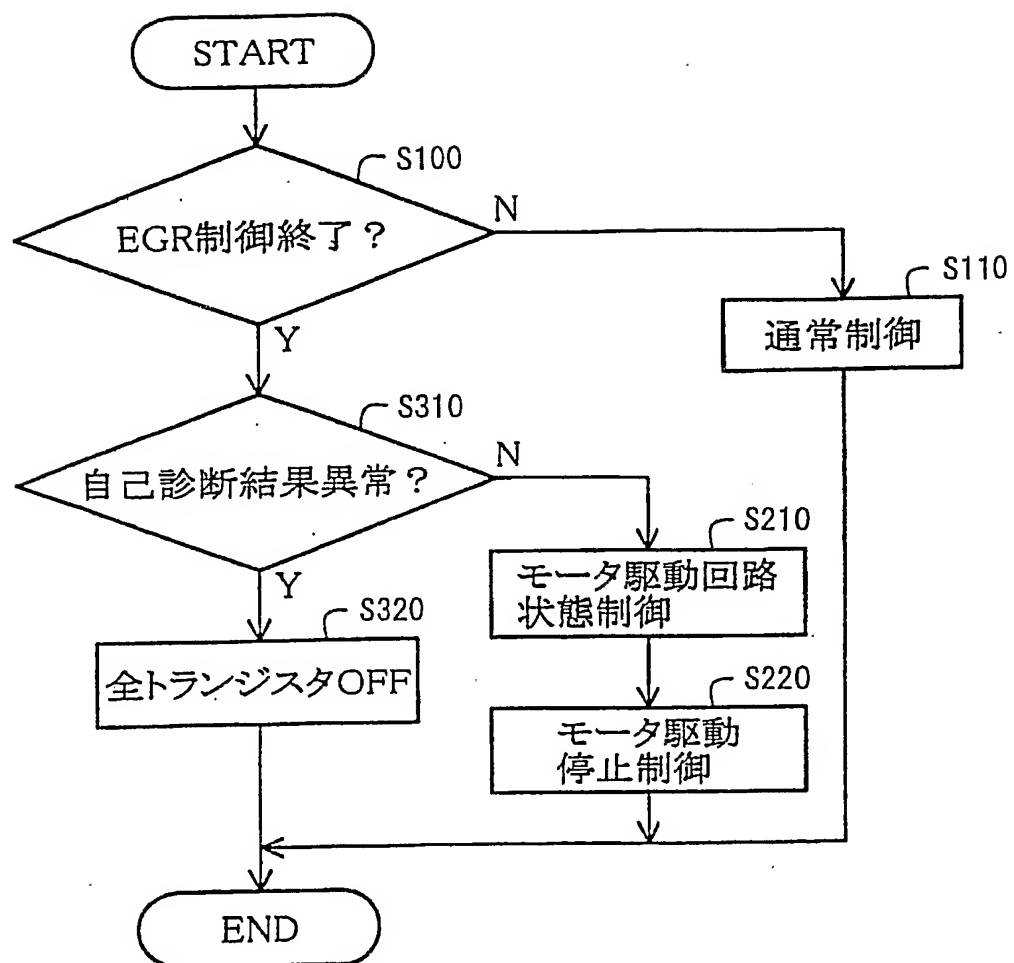 START
S100
EGR制御終了？
N
S110
通常制御
Y
S310
自己診断結果異常？
N
S210
モータ駆動回路
状態制御
Y
S320
全トランジスタOFF
S220
モータ駆動
停止制御
END